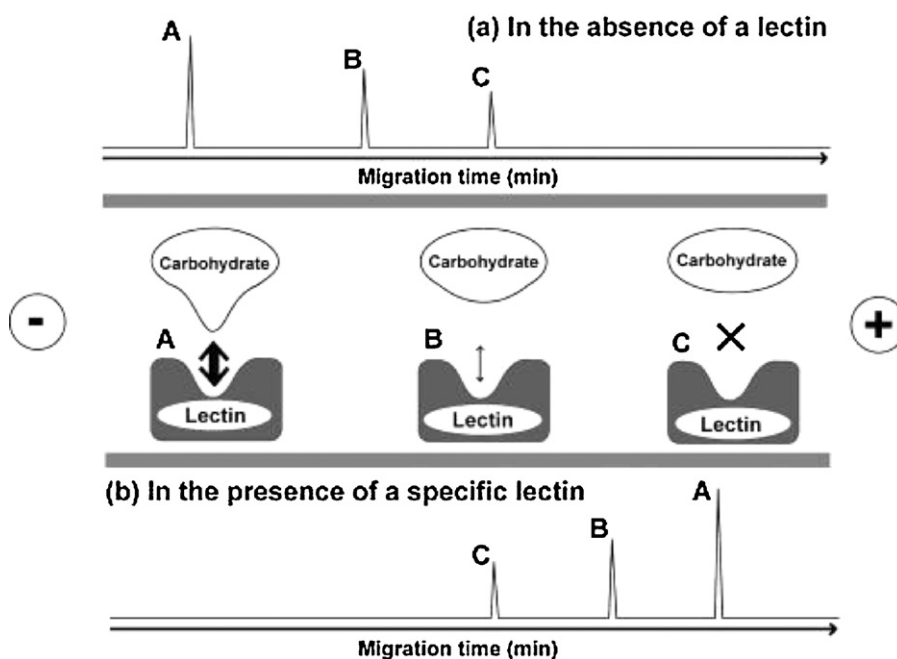 (a) In the absence of a lectin
A
B
C
Migration time (min)
Carbohydrate Carbohydrate Carbohydrate
- +
A B C
Lectin Lectin Lectin
(b) In the presence of a specific lectin
A
B
C
Migration time (min)